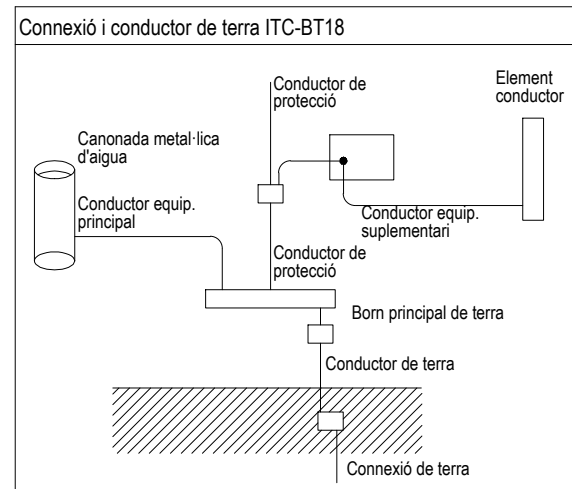 Connexió i conductor de terra ITC-BT18
Conductor de
protecció
Element
conductor
Canonada metal·lica
d'aigua
Conductor equip.
principal
Conductor equip.
suplementari
Conductor de
protecció
Born principal de terra
Conductor de terra
Connexió de terra